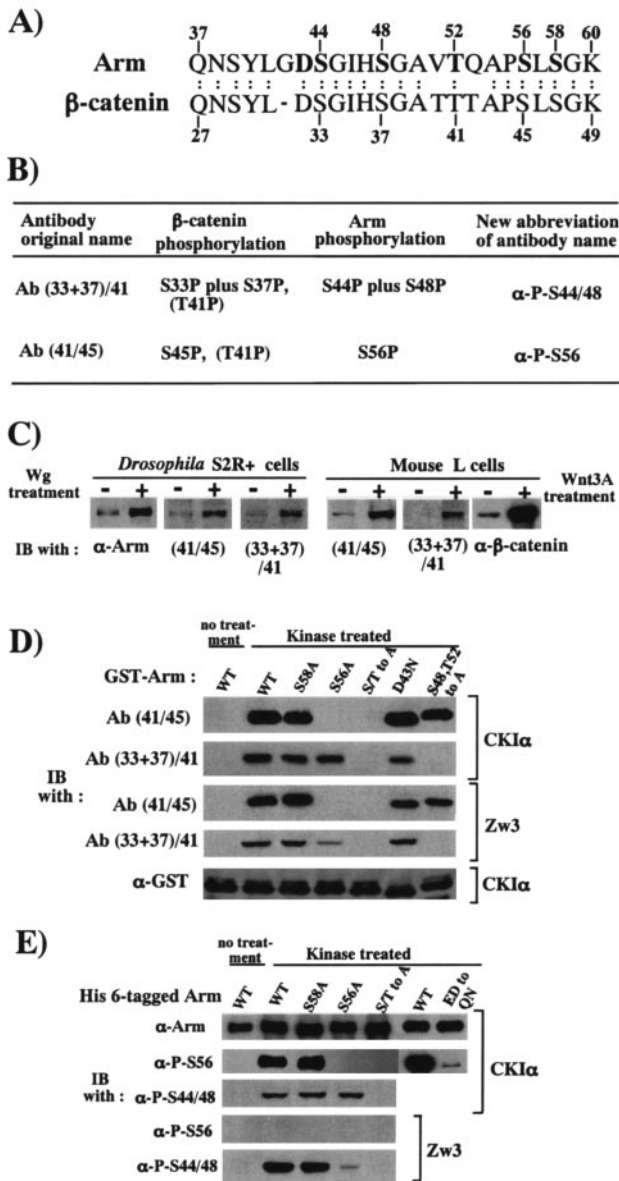 A)
37 44 48 52 56 58 60
Arm QNSYLGDSGIHSGAVTQAPSLSGK
: : : : : : : : : : : : : : : : : : : :
β-catenin QNSYL-DSGIHSGATTTAPSLSGK
27 33 37 41 45 49
B)
Antibody original name β-catenin phosphorylation Arm phosphorylation New abbreviation of antibody name
Ab (33+37)/41 S33P plus S37P, (T41P) S44P plus S48P α-P-S44/48
Ab (41/45) S45P, (T41P) S56P α-P-S56
C)
Drosophila S2R+ cells Mouse L cells
Wg treatment - + - + - + - + - + - + Wnt3A treatment
IB with : α-Arm (41/45) (33+37)/41 (41/45) (33+37)/41 α-β-catenin
D)
no treat-ment Kinase treated
GST-Arm : WT WT S58A S56A S/T to A D43N S48,T52 to A
Ab (41/45)
Ab (33+37)/41
CKIα
IB with :
Ab (41/45)
Ab (33+37)/41
Zw3
α-GST CKIα
E)
no treat-ment Kinase treated
His 6-tagged Arm WT WT S58A S56A S/T to A WT ED to QN
α-Arm
α-P-S56
CKIα
IB with :
α-P-S44/48
α-P-S56
Zw3
α-P-S44/48